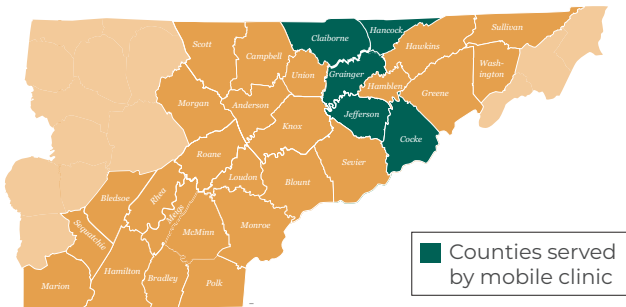 Claiborne
Hancock
Scott
Campbell
Union
Grainger
Hawkins
Sullivan
Wash-
ington
Hamblen
Greene
Morgan
Anderson
Knox
Jefferson
Cocke
Roane
Loudon
Blount
Sevier
Bledsoe
Rhea
Meigs
Sequatchie
McMinn
Monroe
Marion
Hamilton
Bradley
Polk
Counties served
by mobile clinic